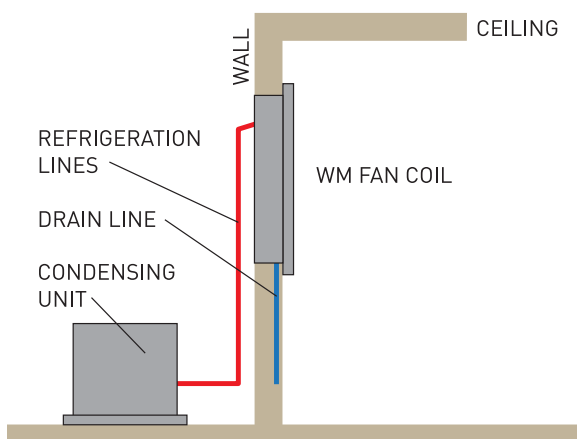 CEILING
WALL
REFRIGERATION
LINES
WM FAN COIL
DRAIN LINE
CONDENSING
UNIT